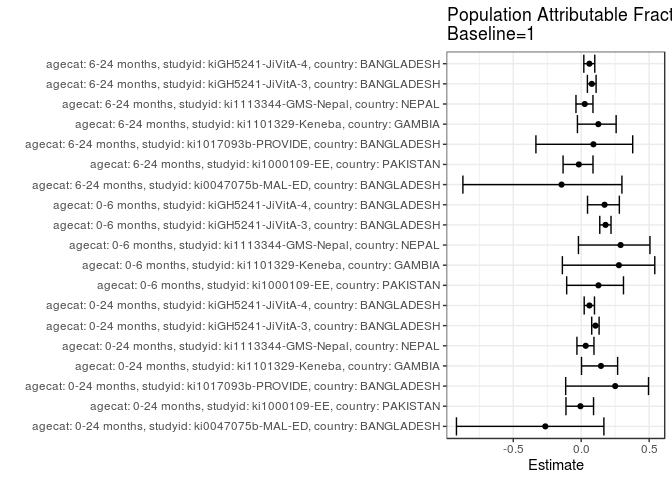 Population Attributable Fract
Baseline=1
agecat: 6-24 months, studyid: kiGH5241-JiVitA-4, country: BANGLADESH
agecat: 6-24 months, studyid: kiGH5241-JiVitA-3, country: BANGLADESH
agecat: 6-24 months, studyid: ki1113344-GMS-Nepal, country: NEPAL
agecat: 6-24 months, studyid: ki1101329-Keneba, country: GAMBIA
agecat: 6-24 months, studyid: ki1017093b-PROVIDE, country: BANGLADESH
agecat: 6-24 months, studyid: ki1000109-EE, country: PAKISTAN
agecat: 6-24 months, studyid: ki0047075b-MAL-ED, country: BANGLADESH
agecat: 0-6 months, studyid: kiGH5241-JiVitA-4, country: BANGLADESH
agecat: 0-6 months, studyid: kiGH5241-JiVitA-3, country: BANGLADESH
agecat: 0-6 months, studyid: ki1113344-GMS-Nepal, country: NEPAL
agecat: 0-6 months, studyid: ki1101329-Keneba, country: GAMBIA
agecat: 0-6 months, studyid: ki1000109-EE, country: PAKISTAN
agecat: 0-24 months, studyid: kiGH5241-JiVitA-4, country: BANGLADESH
agecat: 0-24 months, studyid: kiGH5241-JiVitA-3, country: BANGLADESH
agecat: 0-24 months, studyid: ki1113344-GMS-Nepal, country: NEPAL
agecat: 0-24 months, studyid: ki1101329-Keneba, country: GAMBIA
agecat: 0-24 months, studyid: ki1017093b-PROVIDE, country: BANGLADESH
agecat: 0-24 months, studyid: ki1000109-EE, country: PAKISTAN
agecat: 0-24 months, studyid: ki0047075b-MAL-ED, country: BANGLADESH
-0.5 0.0 0.5
Estimate